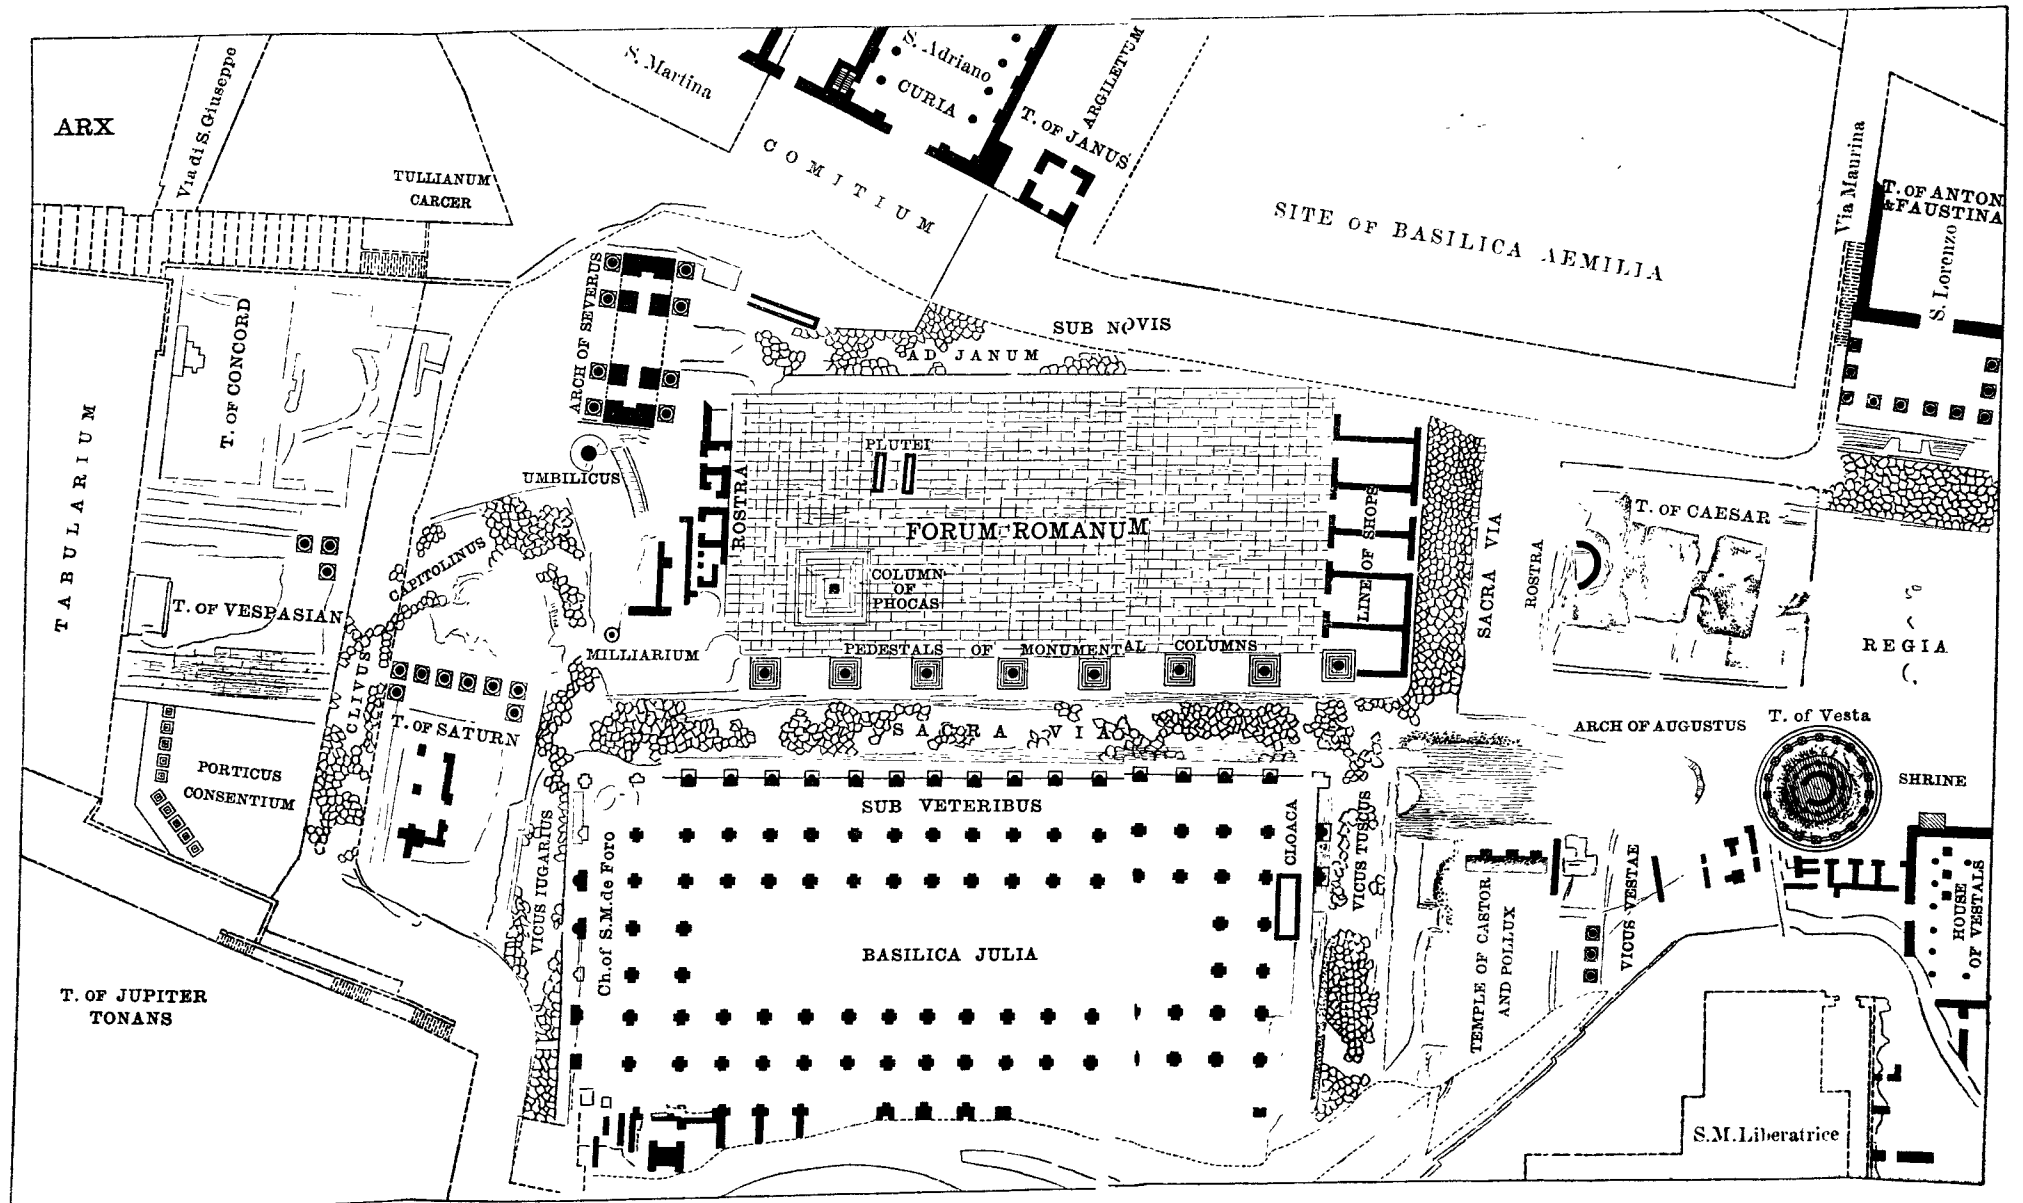 ARX
Via di S. Giuseppe
TULLIANUM
CARCER
S. Martina
S. Adriano
CURIA
COMITIUM
T. OF JANUS
ARGILETUM
SITE OF BASILICA AEMILIA
Via Maurina
T. OF ANTON
& FAUSTINA
S. Lorenzo
TABULARIUM
T. OF CONCORD
ARCH OF SEVERUS
SUB NOVIS
AD JANUM
UMBILICUS
ROSTRA
PLUTEI
FORUM ROMANUM
COLUMN
OF
PHOCAS
LINE OF SHOPS
SACRA VIA
ROSTRA
T. OF CAESAR
REGIA
CAPITOLINUS
CLIVUS
T. OF VESPASIAN
MILLIARIUM
PEDESTALS OF MONUMENTAL COLUMNS
T. OF SATURN
PORTICUS
CONSENTIUM
SACRA VIA
ARCH OF AUGUSTUS
T. of Vesta
SHRINE
SUB VETERIBUS
VICUS IUGARIUS
Ch. of S.M. de Foro
CLOACA
VICUS TUSCUS
BASILICA JULIA
TEMPLE OF CASTOR
AND POLLUX
VICUS VESTAE
HOUSE
OF VESTALS
T. OF JUPITER
TONANS
S.M. Liberatrice